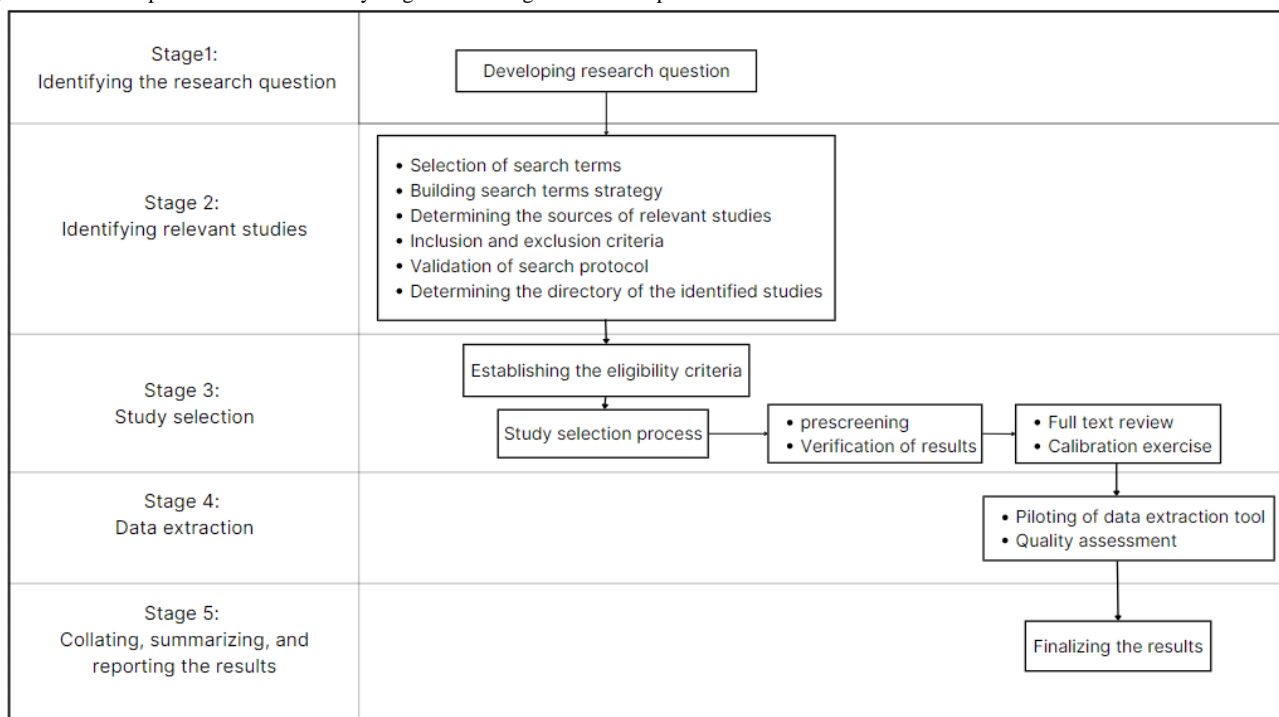 Stage1:
Identifying the research question
Developing research question
Stage 2:
Identifying relevant studies
• Selection of search terms
• Building search terms strategy
• Determining the sources of relevant studies
• Inclusion and exclusion criteria
• Validation of search protocol
• Determining the directory of the identified studies
Stage 3:
Study selection
Establishing the eligibility criteria
Study selection process
• prescreening
• Verification of results
• Full text review
• Calibration exercise
Stage 4:
Data extraction
• Piloting of data extraction tool
• Quality assessment
Stage 5:
Collating, summarizing, and
reporting the results
Finalizing the results